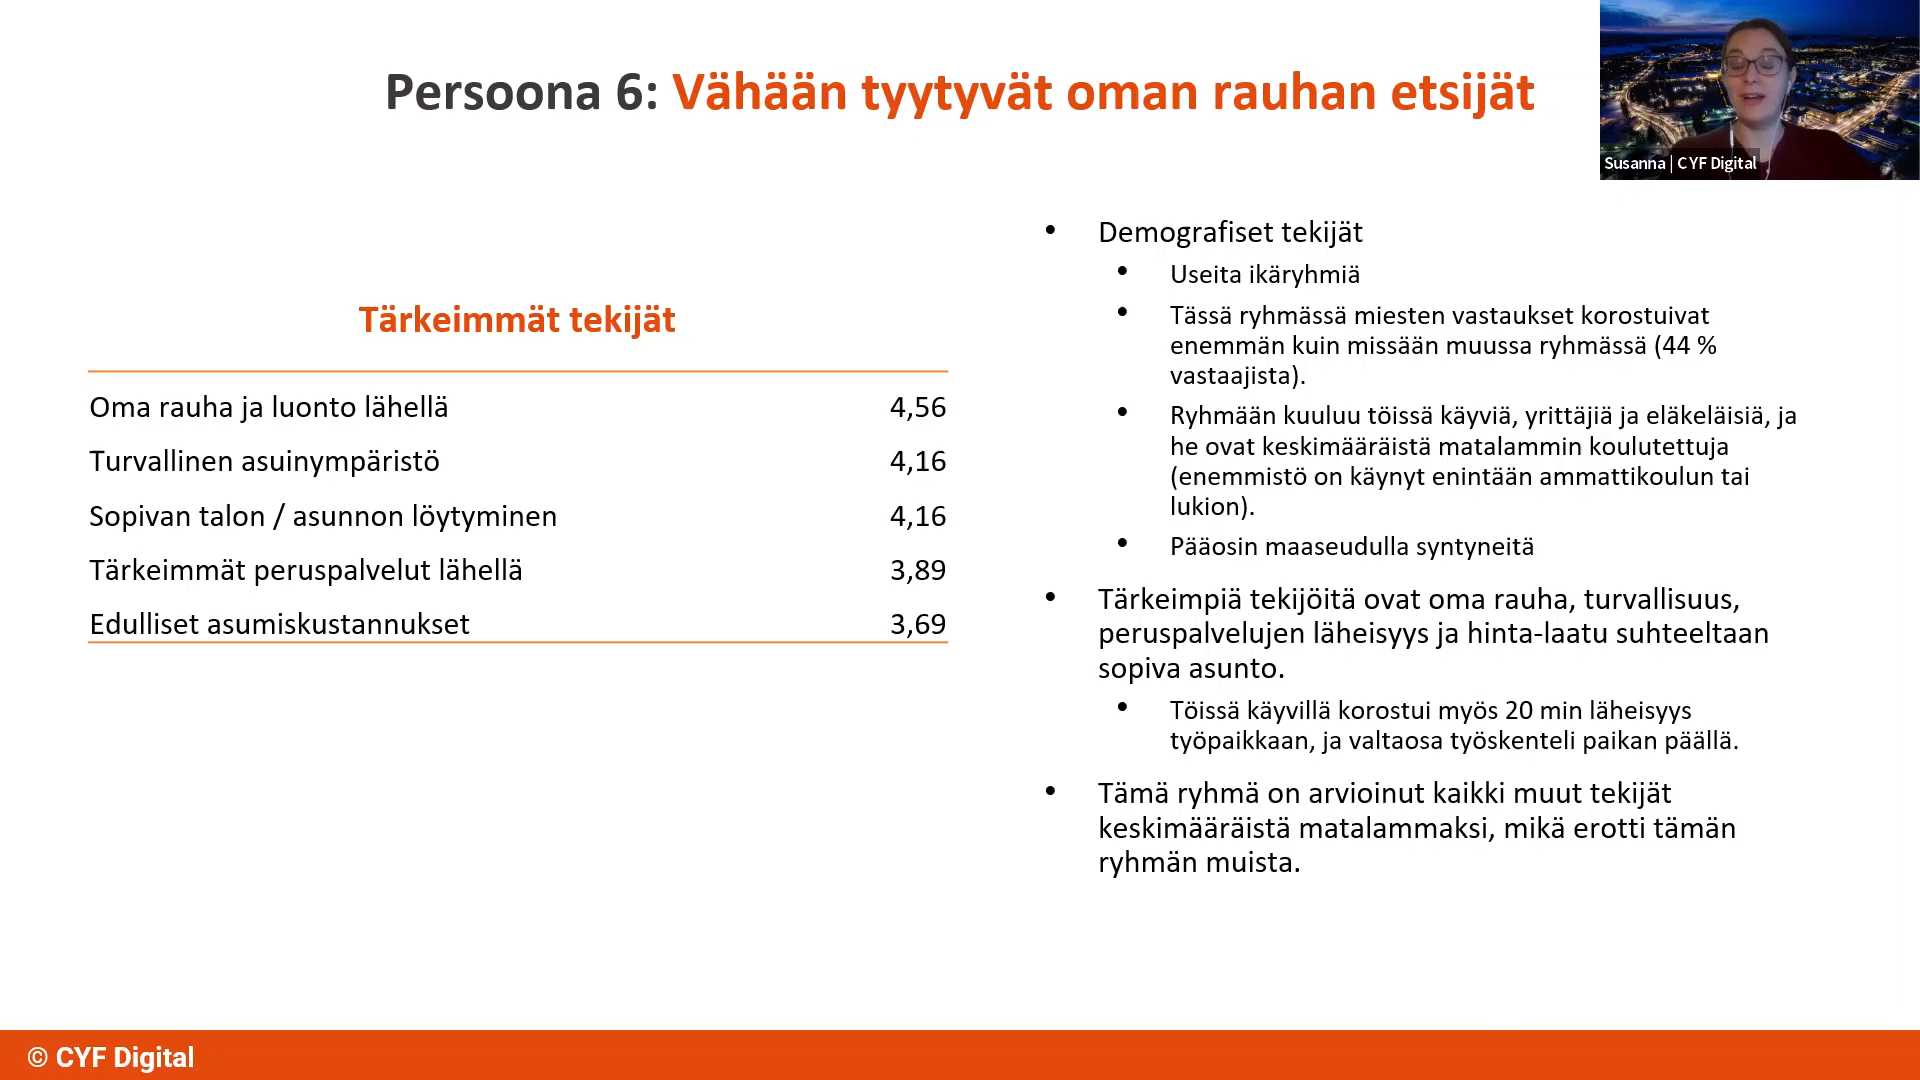 Persoona 6: Vähään tyytyvät oman rauhan etsijät
Susanna | CYF Digital
Tärkeimmät tekijät
Oma rauha ja luonto lähellä 4,56
Turvallinen asuinympäristö 4,16
Sopivan talon / asunnon löytyminen 4,16
Tärkeimmät peruspalvelut lähellä 3,89
Edulliset asumiskustannukset 3,69
• Demografiset tekijät
• Useita ikäryhmiä
• Tässä ryhmässä miesten vastaukset korostuivat
enemmän kuin missään muussa ryhmässä (44 %
vastaajista).
• Ryhmään kuuluu töissä käyviä, yrittäjiä ja eläkeläisiä, ja
he ovat keskimääräistä matalammin koulutettuja
(enemmistö on käynyt enintään ammattikoulun tai
lukion).
• Pääosin maaseudulla syntyneitä
• Tärkeimpiä tekijöitä ovat oma rauha, turvallisuus,
peruspalvelujen läheisyys ja hinta-laatu suhteeltaan
sopiva asunto.
• Töissä käyvillä korostui myös 20 min läheisyys
työpaikkaan, ja valtaosa työskenteli paikan päällä.
• Tämä ryhmä on arvioinut kaikki muut tekijät
keskimääräistä matalammaksi, mikä erotti tämän
ryhmän muista.
© CYF Digital